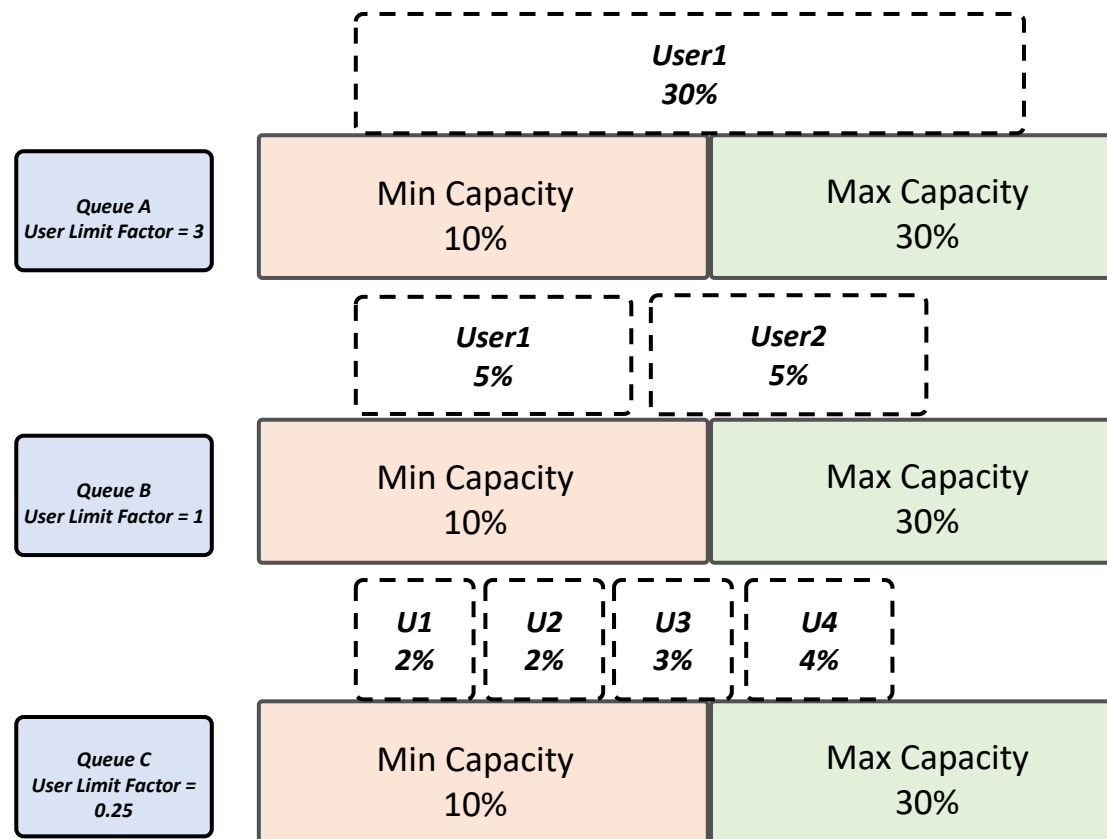 User1
30%
Queue A
User Limit Factor = 3
Min Capacity
10%
Max Capacity
30%
User1
5%
User2
5%
Queue B
User Limit Factor = 1
Min Capacity
10%
Max Capacity
30%
U1
2%
U2
2%
U3
3%
U4
4%
Queue C
User Limit Factor =
0.25
Min Capacity
10%
Max Capacity
30%